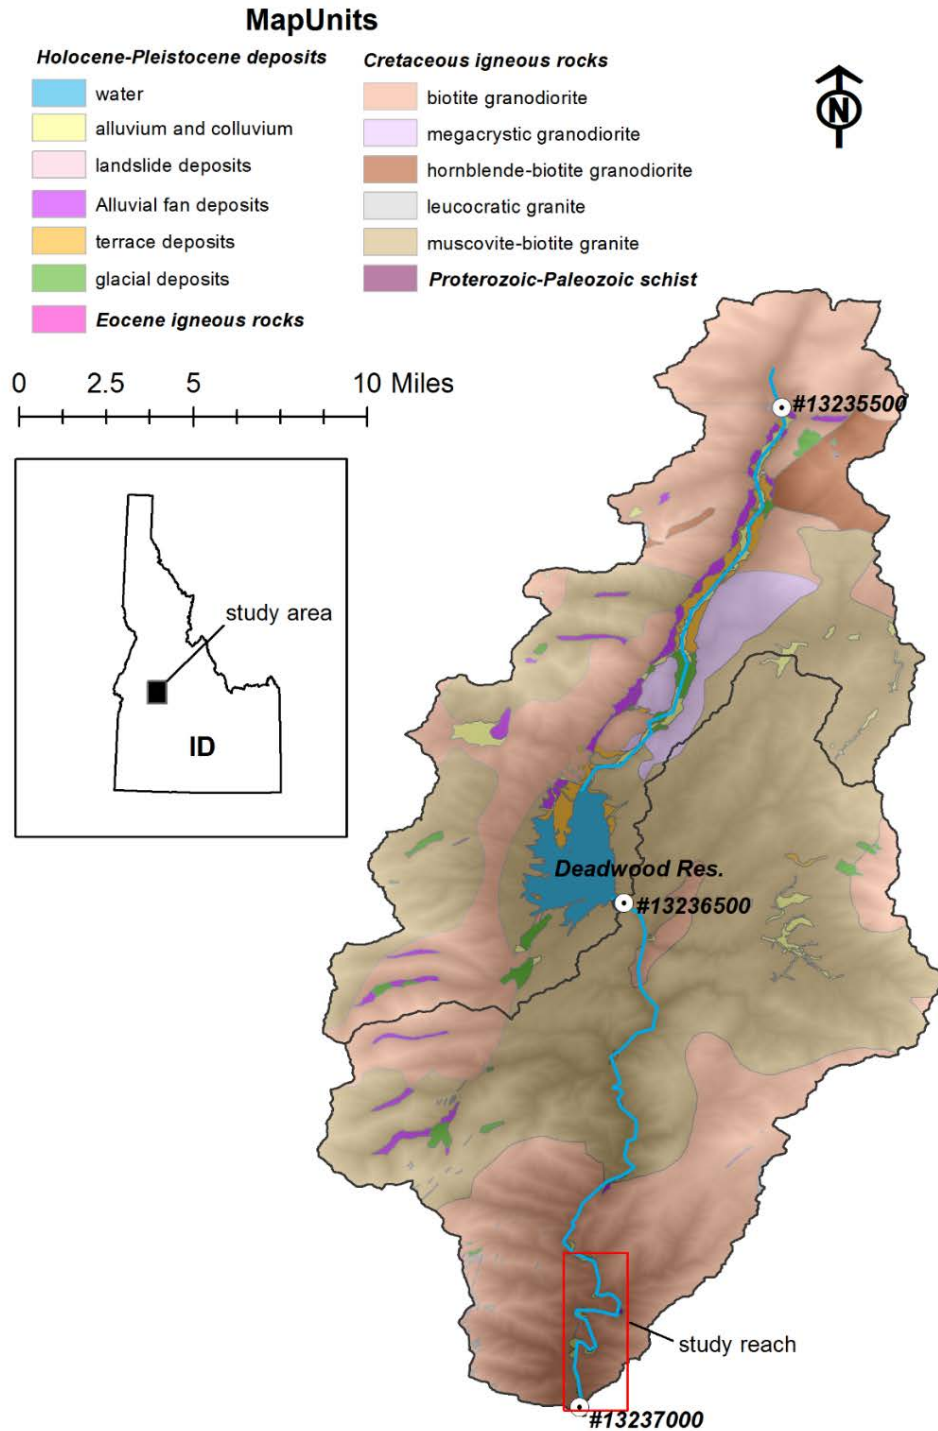 MapUnits
Holocene-Pleistocene deposits
water
alluvium and colluvium
landslide deposits
Alluvial fan deposits
terrace deposits
glacial deposits
Eocene igneous rocks
Cretaceous igneous rocks
biotite granodiorite
megacrystic granodiorite
hornblende-biotite granodiorite
leucocratic granite
muscovite-biotite granite
Proterozoic-Paleozoic schist
N
0 2.5 5 10 Miles
study area
ID
#13235500
Deadwood Res.
#13236500
study reach
#13237000